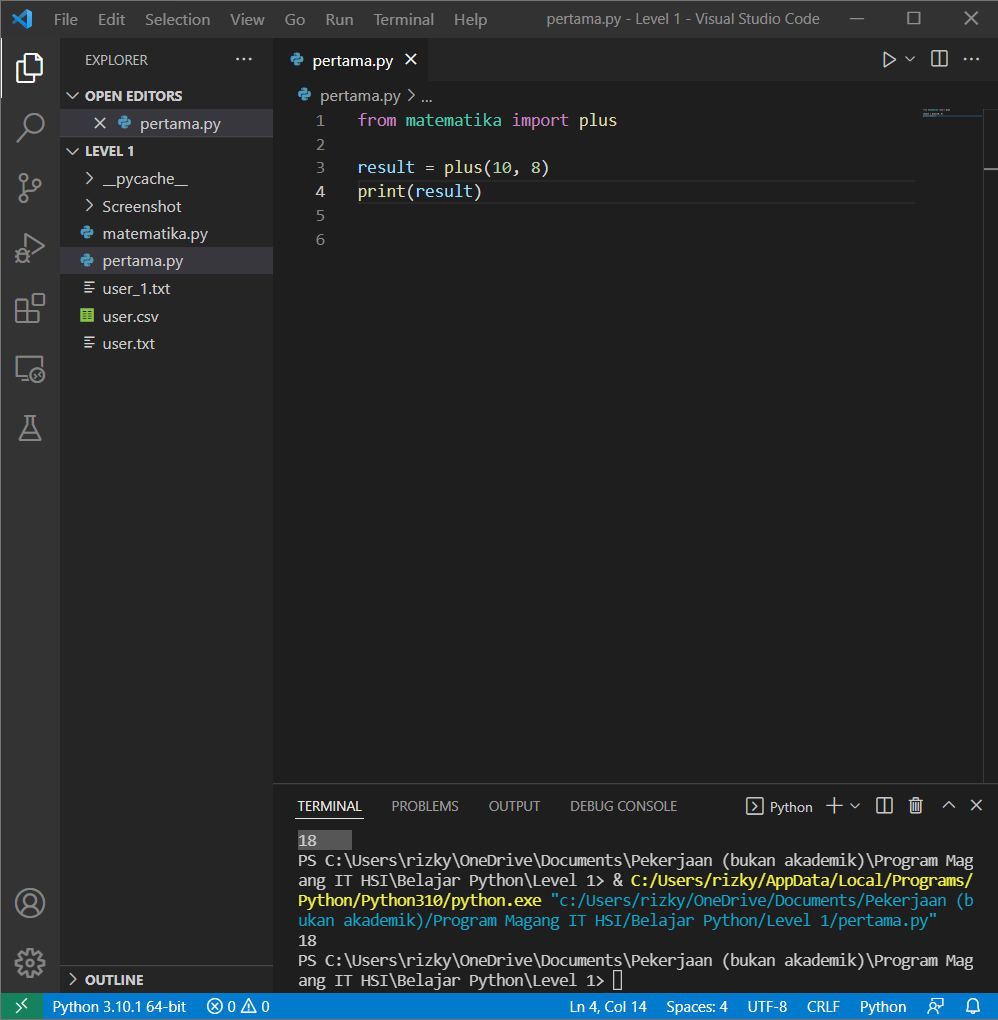 File Edit Selection View Go Run Terminal Help pertama.py - Level 1 - Visual Studio Code
EXPLORER
OPEN EDITORS
pertama.py
LEVEL 1
__pycache__
Screenshot
matematika.py
pertama.py
user_1.txt
user.csv
user.txt
OUTLINE
pertama.py
pertama.py > ...
1 from matematika import plus
2
3 result = plus(10, 8)
4 print(result)
5
6
TERMINAL PROBLEMS OUTPUT DEBUG CONSOLE Python
18
PS C:\Users\rizky\OneDrive\Documents\Pekerjaan (bukan akademik)\Program Mag
ang IT HSI\Belajar Python\Level 1> & C:/Users/rizky/AppData/Local/Programs/
Python/Python310/python.exe "c:/Users/rizky/OneDrive/Documents/Pekerjaan (b
ukan akademik)/Program Magang IT HSI/Belajar Python/Level 1/pertama.py"
18
PS C:\Users\rizky\OneDrive\Documents\Pekerjaan (bukan akademik)\Program Mag
ang IT HSI\Belajar Python\Level 1>
Python 3.10.1 64-bit 0 0 Ln 4, Col 14 Spaces: 4 UTF-8 CRLF Python